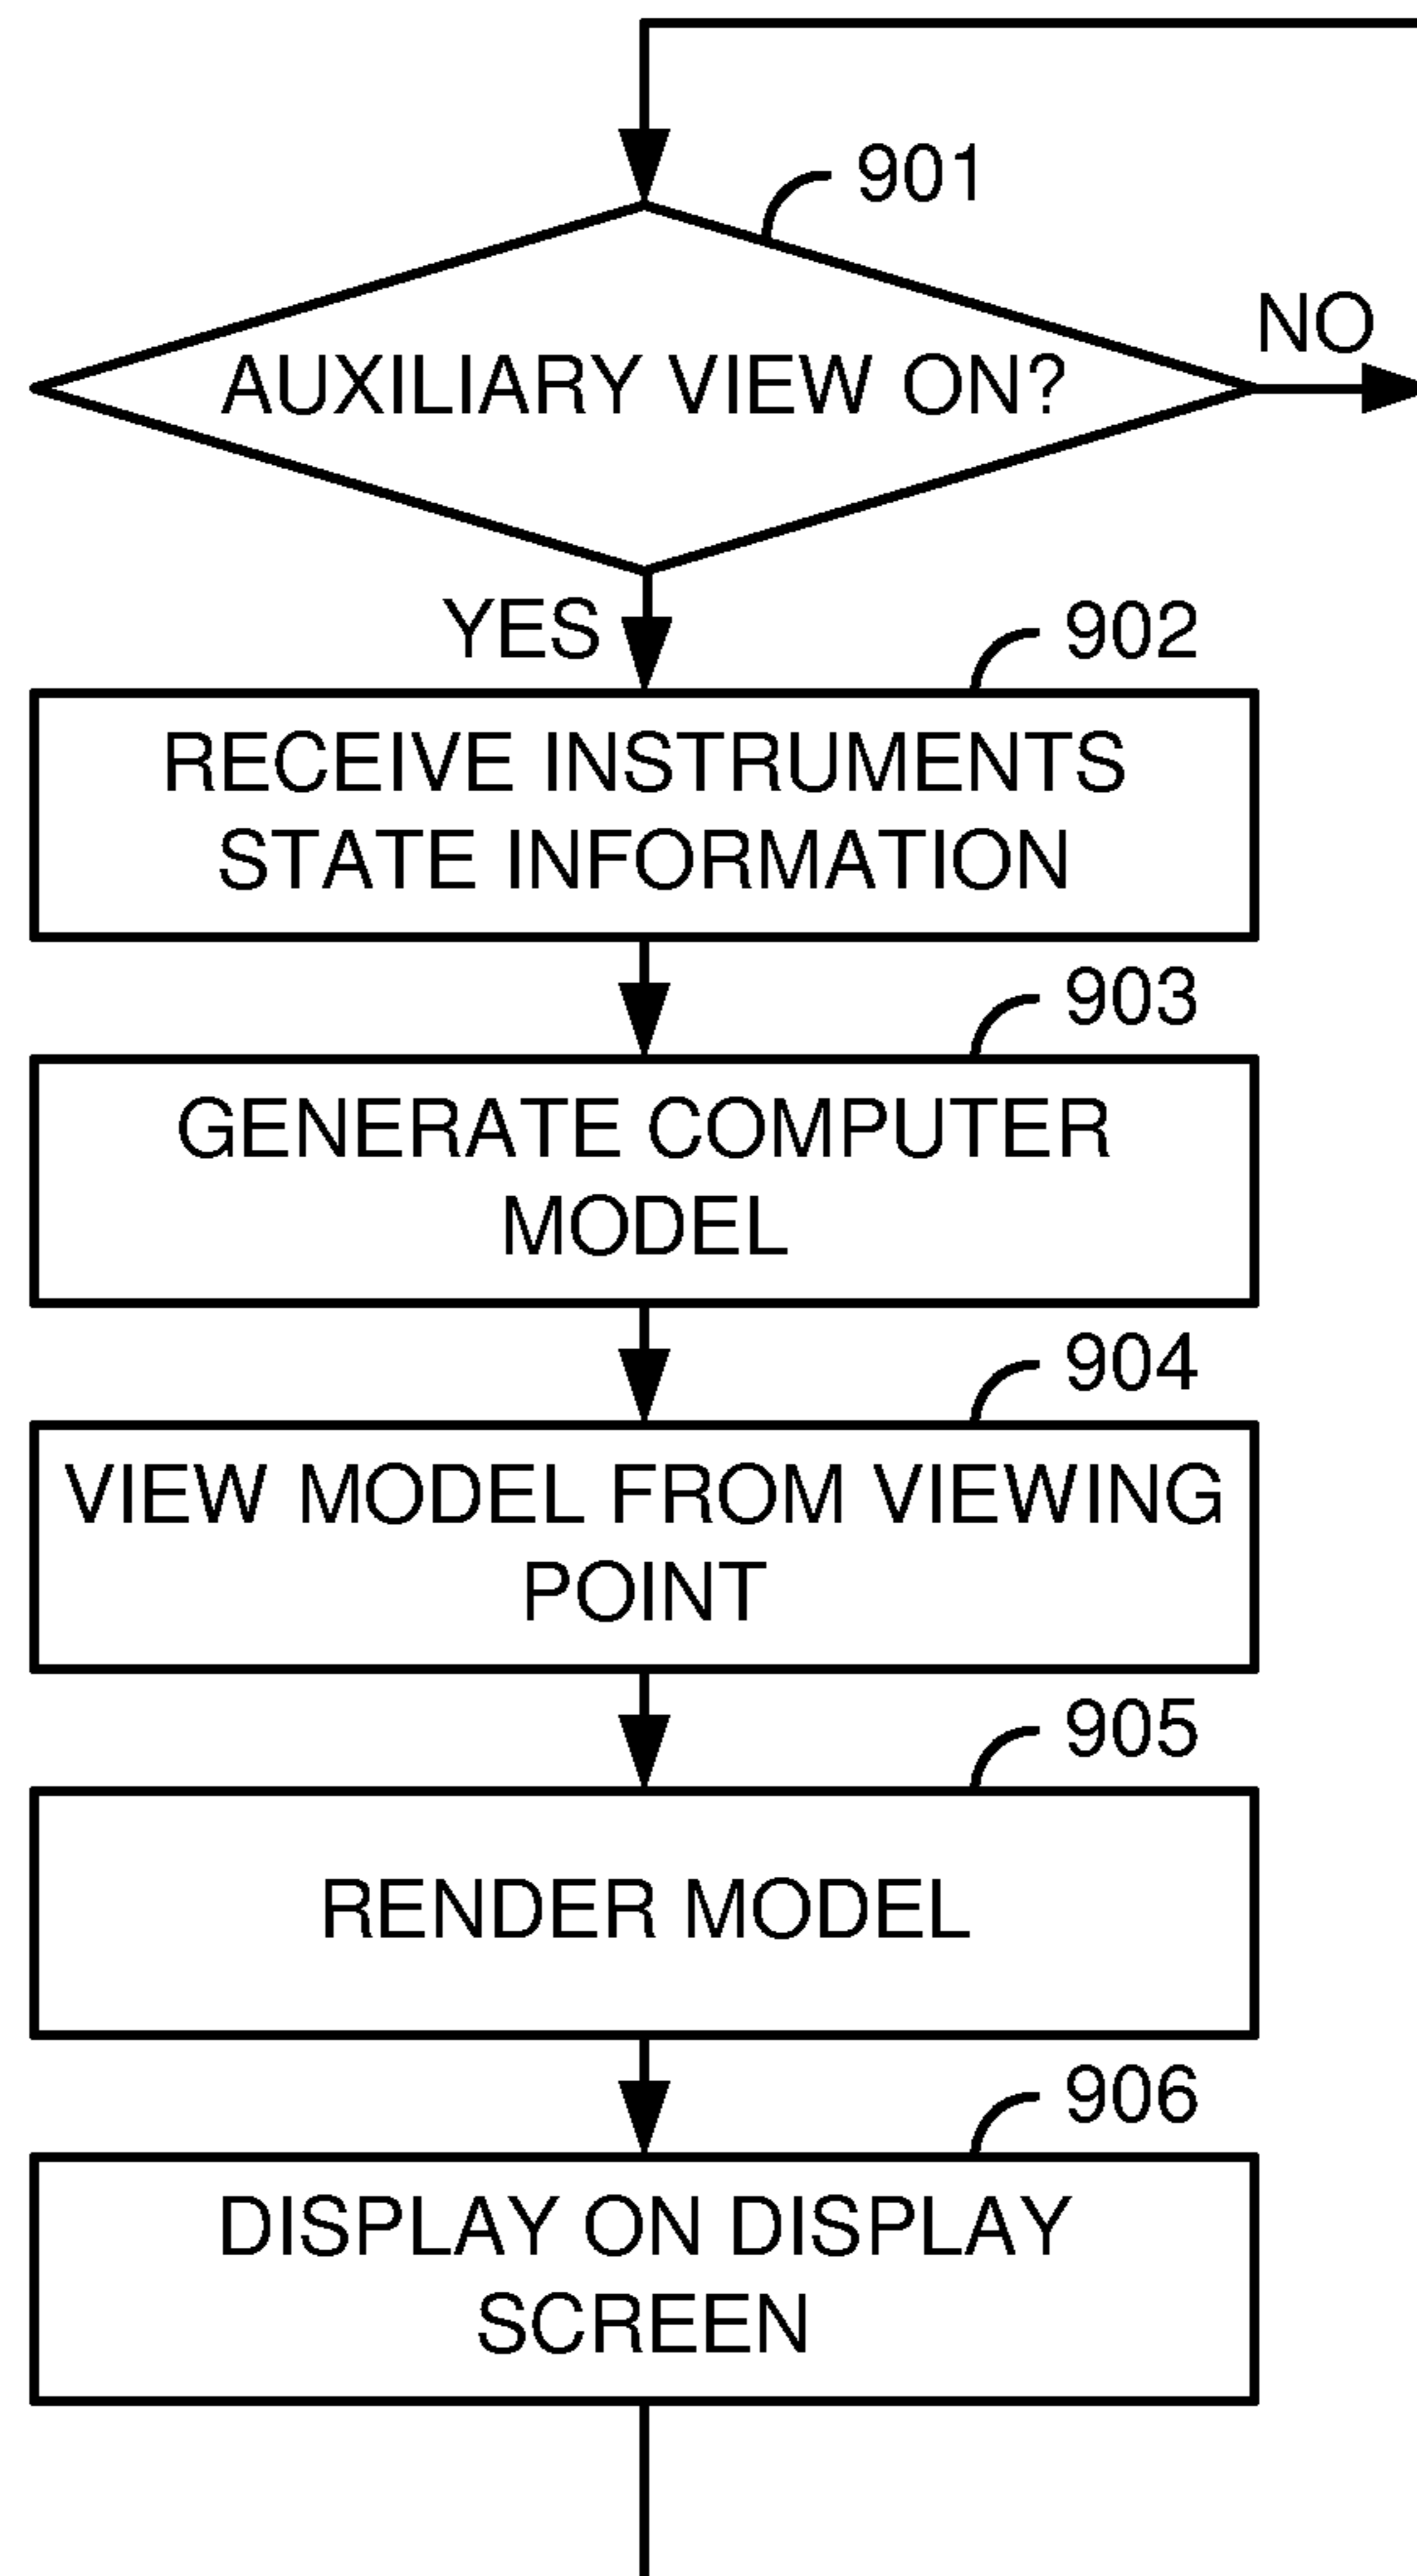 901
NO
AUXILIARY VIEW ON?
YES
902
RECEIVE INSTRUMENTS
STATE INFORMATION
903
GENERATE COMPUTER
MODEL
904
VIEW MODEL FROM VIEWING
POINT
905
RENDER MODEL
906
DISPLAY ON DISPLAY
SCREEN